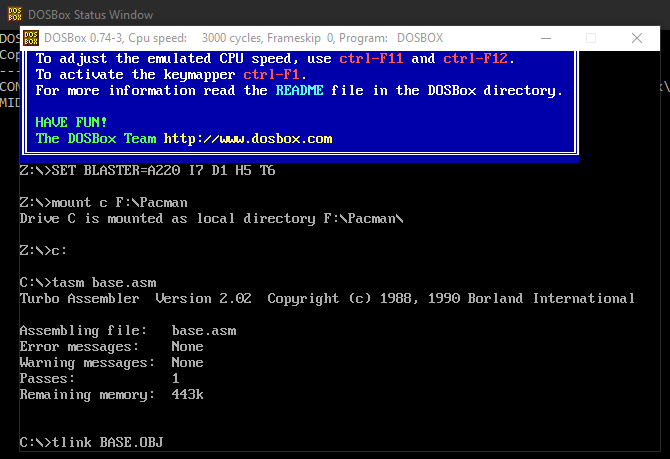 DOSBox Status Window
DOSBox 0.74-3, Cpu speed:    3000 cycles, Frameskip  0, Program:   DOSBOX
DOS
Cop
To adjust the emulated CPU speed, use ctrl-F11 and ctrl-F12.
To activate the keymapper ctrl-F1.
For more information read the README file in the DOSBox directory.
---
CON
x\
MID
HAVE FUN!
The DOSBox Team http://www.dosbox.com
Z:\>SET BLASTER=A220 I7 D1 H5 T6
Z:\>mount c F:\Pacman
Drive C is mounted as local directory F:\Pacman\
Z:\>c:
C:\>tasm base.asm
Turbo Assembler  Version 2.02  Copyright (c) 1988, 1990 Borland International
Assembling file:   base.asm
Error messages:    None
Warning messages:  None
Passes:            1
Remaining memory:  443k
C:\>tlink BASE.OBJ